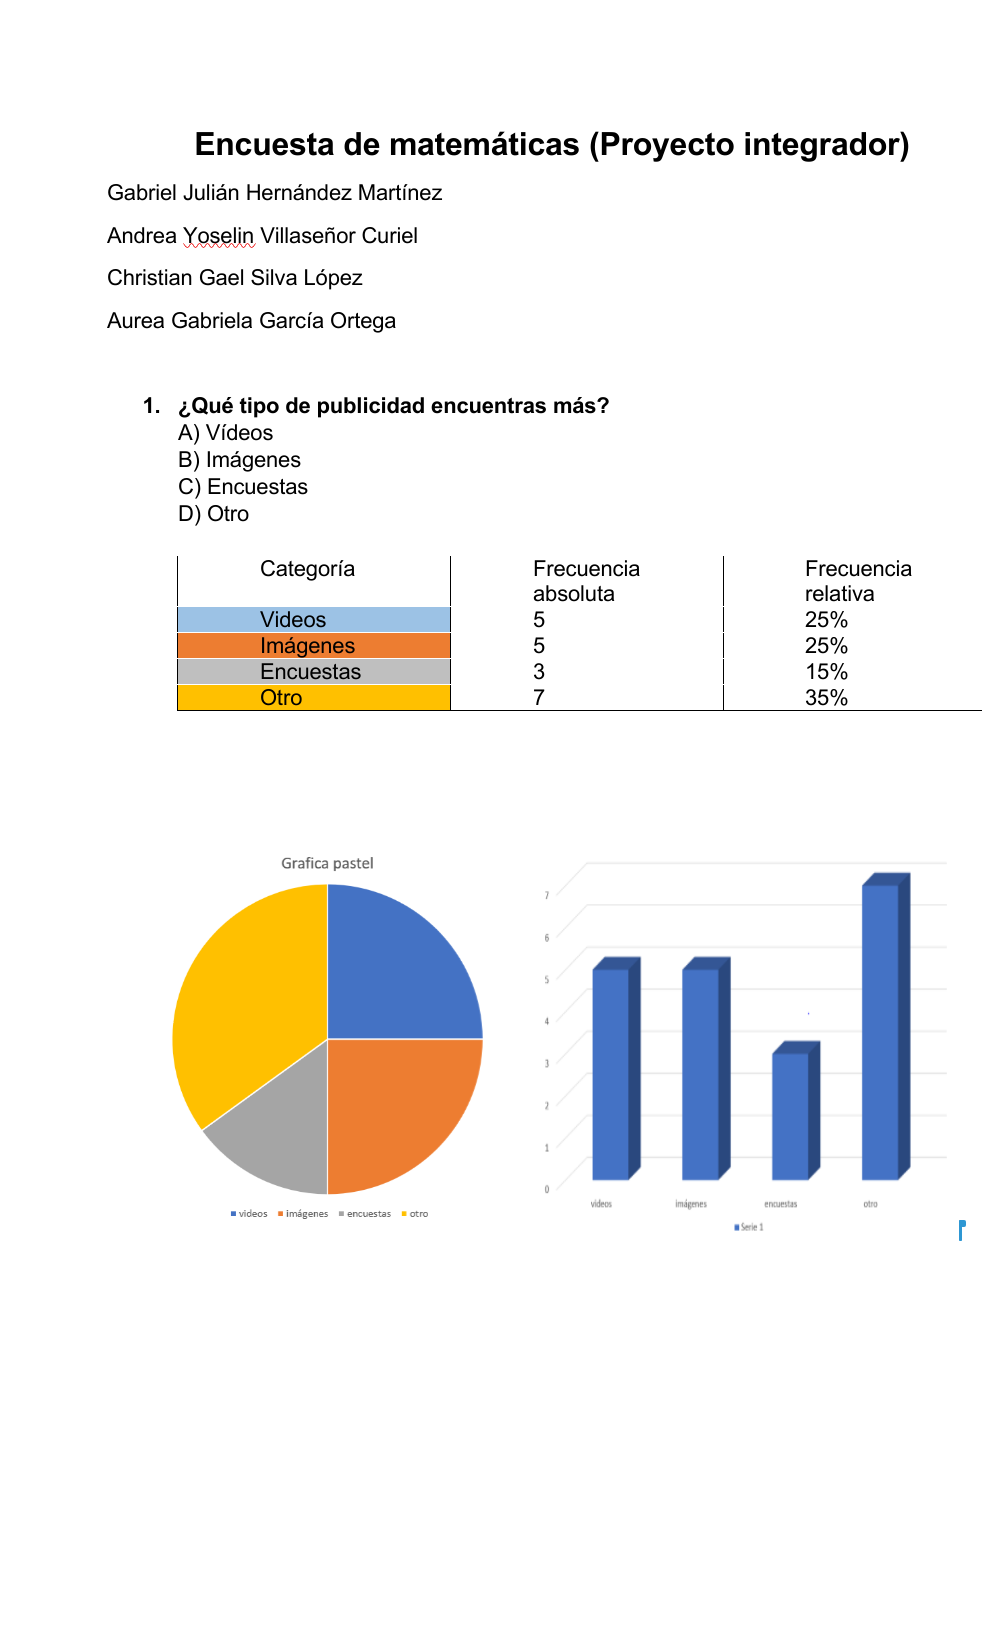 Encuesta de matemáticas (Proyecto integrador)
Gabriel Julián Hernández Martínez
Andrea Yoselin Villaseñor Curiel
Christian Gael Silva López
Aurea Gabriela García Ortega
1. ¿Qué tipo de publicidad encuentras más?
A) Vídeos
B) Imágenes
C) Encuestas
D) Otro
Categoría Frecuencia absoluta Frecuencia relativa
Videos 5 25%
Imágenes 5 25%
Encuestas 3 15%
Otro 7 35%
Grafica pastel
videos imágenes encuestas otro
7
6
5
4
3
2
1
0
videos imágenes encuestas otro
Serie 1